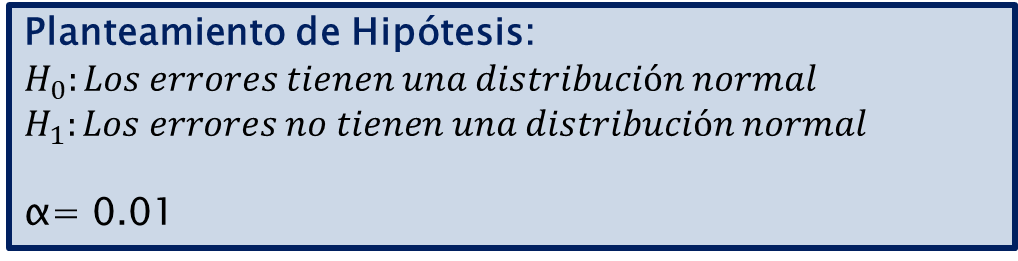 Planteamiento de Hipótesis:
H₀: Los errores tienen una distribución normal
H₁: Los errores no tienen una distribución normal
α= 0.01